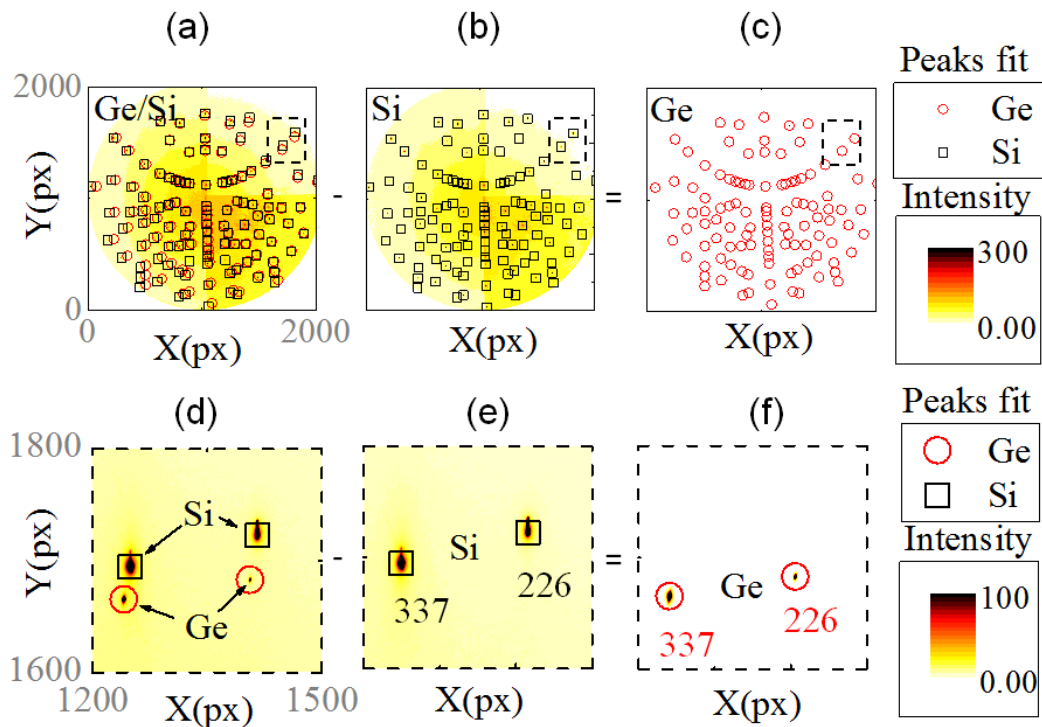 (a) (b) (c)
Peaks fit
Ge
Si
Intensity
300
0.00
2000
Y(px)
0
Ge/Si
0 2000
X(px)
-
Si
X(px)
=
Ge
X(px)
(d) (e) (f)
Peaks fit
Ge
Si
Intensity
100
0.00
1800
Y(px)
1600
Si
Ge
1200 1500
X(px)
-
Si
226
337
X(px)
=
Ge
226
337
X(px)